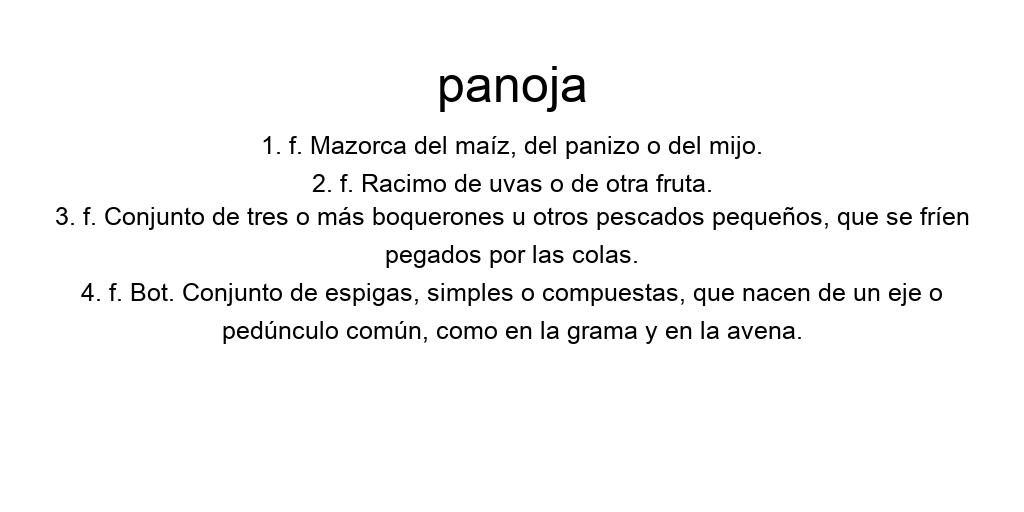 panoja
1. f. Mazorca del maíz, del panizo o del mijo.
2. f. Racimo de uvas o de otra fruta.
3. f. Conjunto de tres o más boquerones u otros pescados pequeños, que se fríen
pegados por las colas.
4. f. Bot. Conjunto de espigas, simples o compuestas, que nacen de un eje o
pedúnculo común, como en la grama y en la avena.